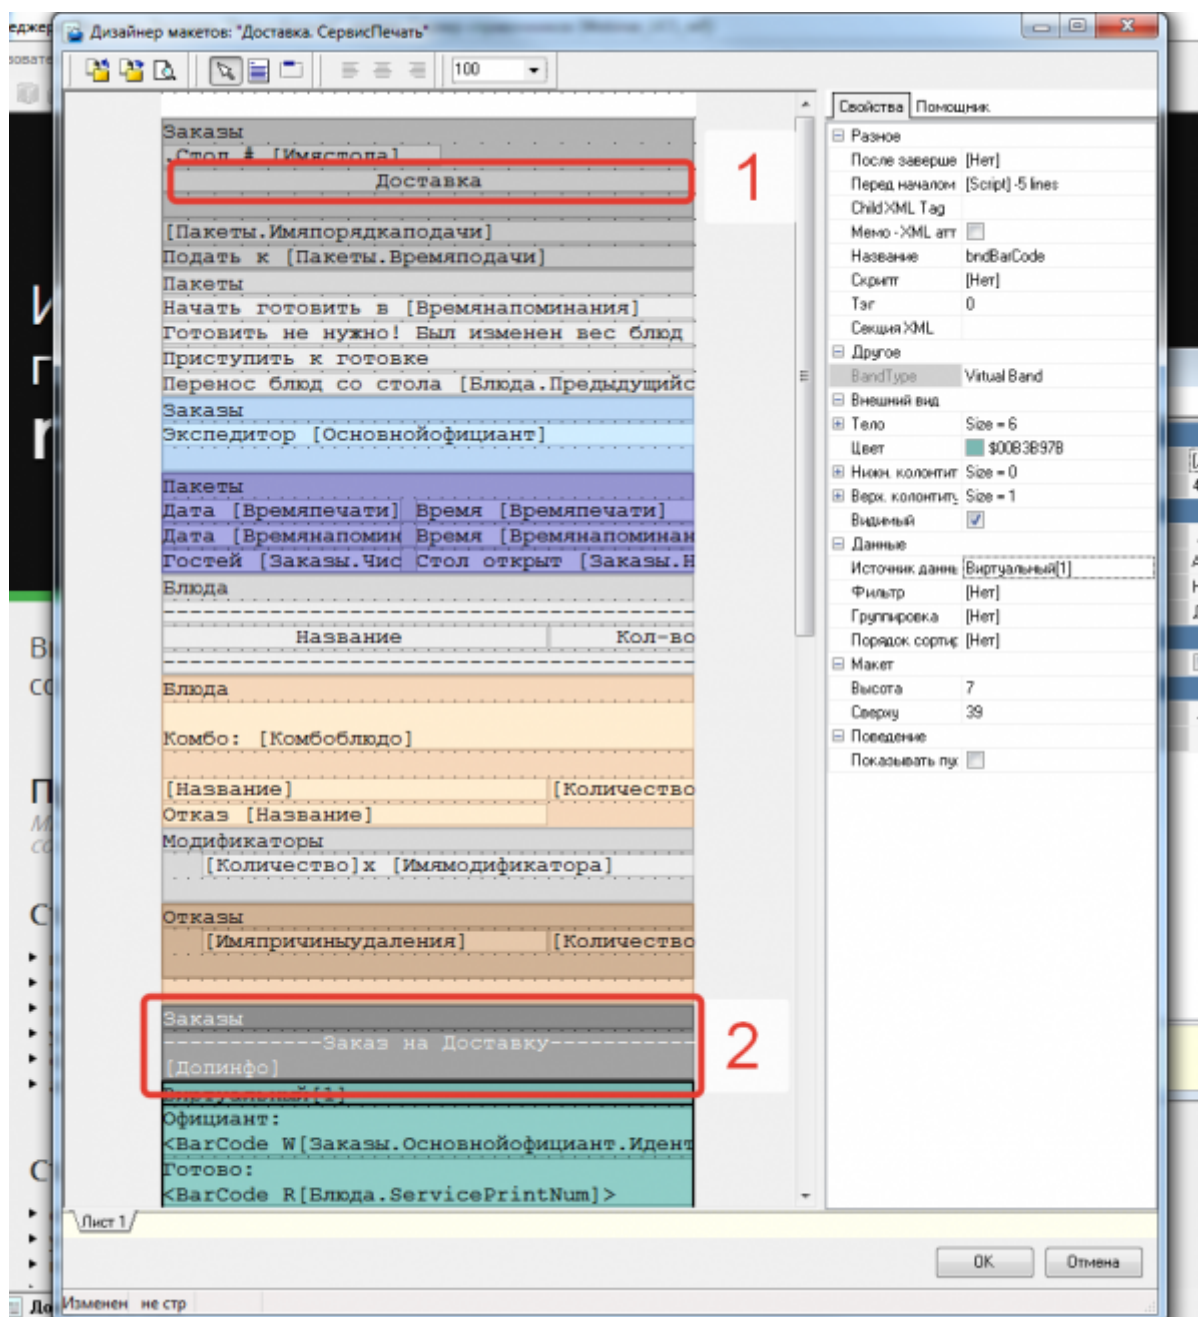 Дизайнер макетов: "Доставка. СервисПечать"
100
Заказы
.Стол # [Имястола]
Доставка
1
[Пакеты.Имяпорядкаподачи]
Подать к [Пакеты.Времяподачи]
Пакеты
Начать готовить в [Времянапоминания]
Готовить не нужно! Был изменен вес блюд
Приступить к готовке
Перенос блюд со стола [Блюда.Предыдущийс
Заказы
Экспедитор [Основнойофициант]
Пакеты
Дата [Времяпечати] Время [Времяпечати]
Дата [Времянапомин Время [Времянапоминан
Гостей [Заказы.Чис Стол открыт [Заказы.Н
Блюда
Название Кол-во
Блюда
Комбо: [Комбоблюдо]
[Название] [Количество
Отказ [Название]
Модификаторы
[Количество]х [Имямодификатора]
Отказы
[Имяпричиныудаления] [Количество
Заказы
------------Заказ на Доставку-----------
[Допинфо]
2
Виртуальный[1]
Официант:
<BarCode W[Заказы.Основнойофициант.Идент
Готово:
<BarCode R[Блюда.ServicePrintNum]>
Лист 1
Свойства Помощник
Разное
После заверше [Нет]
Перед началом [Script] -5 lines
Child XML Tag
Мемо - XML атт
Название bndBarCode
Скрипт [Нет]
Тэг 0
Секция XML
Другое
BandType Virtual Band
Внешний вид
Тело Size = 6
Цвет $00B3B97B
Нижн. колонтит Size = 0
Верх. колонтиту Size = 1
Видимый
Данные
Источник данны Виртуальный[1]
Фильтр [Нет]
Группировка [Нет]
Порядок сортир [Нет]
Макет
Высота 7
Сверху 39
Поведение
Показывать пус
OK Отмена
Изменен не стр